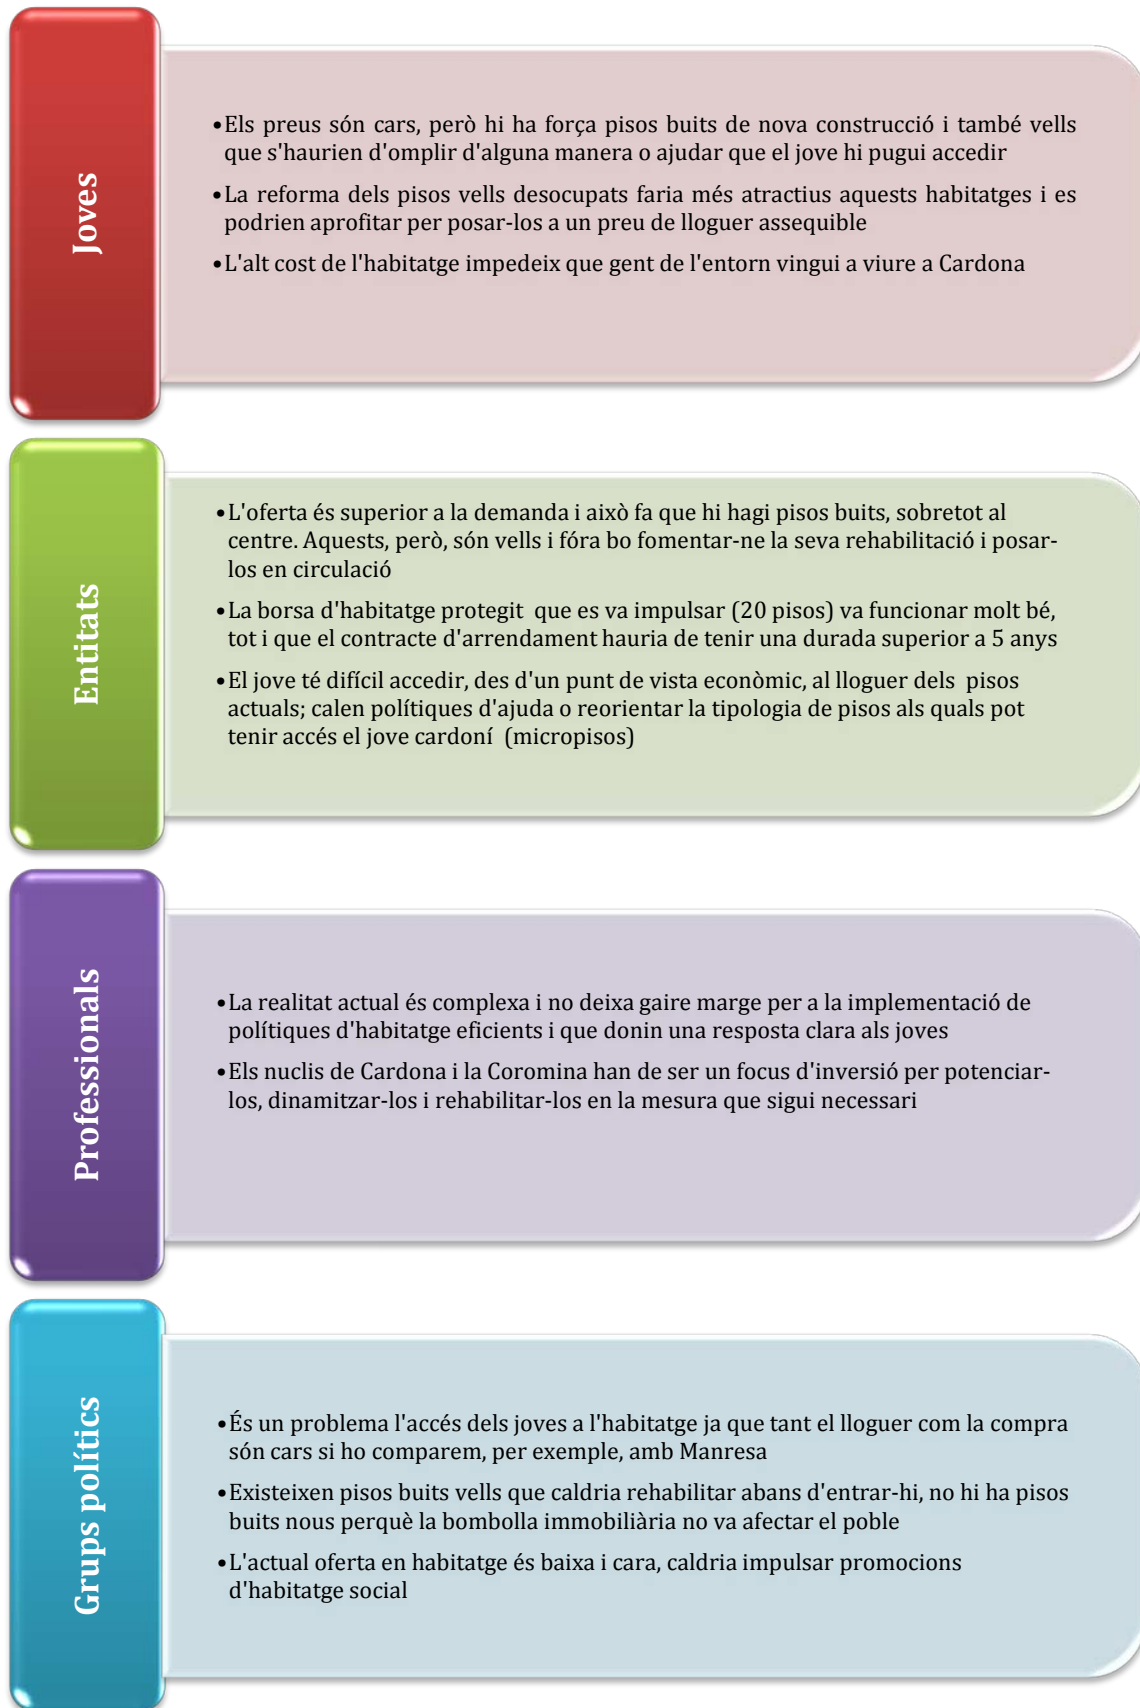 Joves
•Els preus són cars, però hi ha força pisos buits de nova construcció i també vells
que s'haurien d'omplir d'alguna manera o ajudar que el jove hi pugui accedir
•La reforma dels pisos vells desocupats faria més atractius aquests habitatges i es
podrien aprofitar per posar-los a un preu de lloguer assequible
•L'alt cost de l'habitatge impedeix que gent de l'entorn vingui a viure a Cardona
Entitats
•L'oferta és superior a la demanda i això fa que hi hagi pisos buits, sobretot al
centre. Aquests, però, són vells i fóra bo fomentar-ne la seva rehabilitació i posar-
los en circulació
•La borsa d'habitatge protegit que es va impulsar (20 pisos) va funcionar molt bé,
tot i que el contracte d'arrendament hauria de tenir una durada superior a 5 anys
•El jove té difícil accedir, des d'un punt de vista econòmic, al lloguer dels pisos
actuals; calen polítiques d'ajuda o reorientar la tipologia de pisos als quals pot
tenir accés el jove cardoní (micropisos)
Professionals
•La realitat actual és complexa i no deixa gaire marge per a la implementació de
polítiques d'habitatge eficients i que donin una resposta clara als joves
•Els nuclis de Cardona i la Coromina han de ser un focus d'inversió per potenciar-
los, dinamitzar-los i rehabilitar-los en la mesura que sigui necessari
Grups polítics
•És un problema l'accés dels joves a l'habitatge ja que tant el lloguer com la compra
són cars si ho comparem, per exemple, amb Manresa
•Existeixen pisos buits vells que caldria rehabilitar abans d'entrar-hi, no hi ha pisos
buits nous perquè la bombolla immobiliària no va afectar el poble
•L'actual oferta en habitatge és baixa i cara, caldria impulsar promocions
d'habitatge social